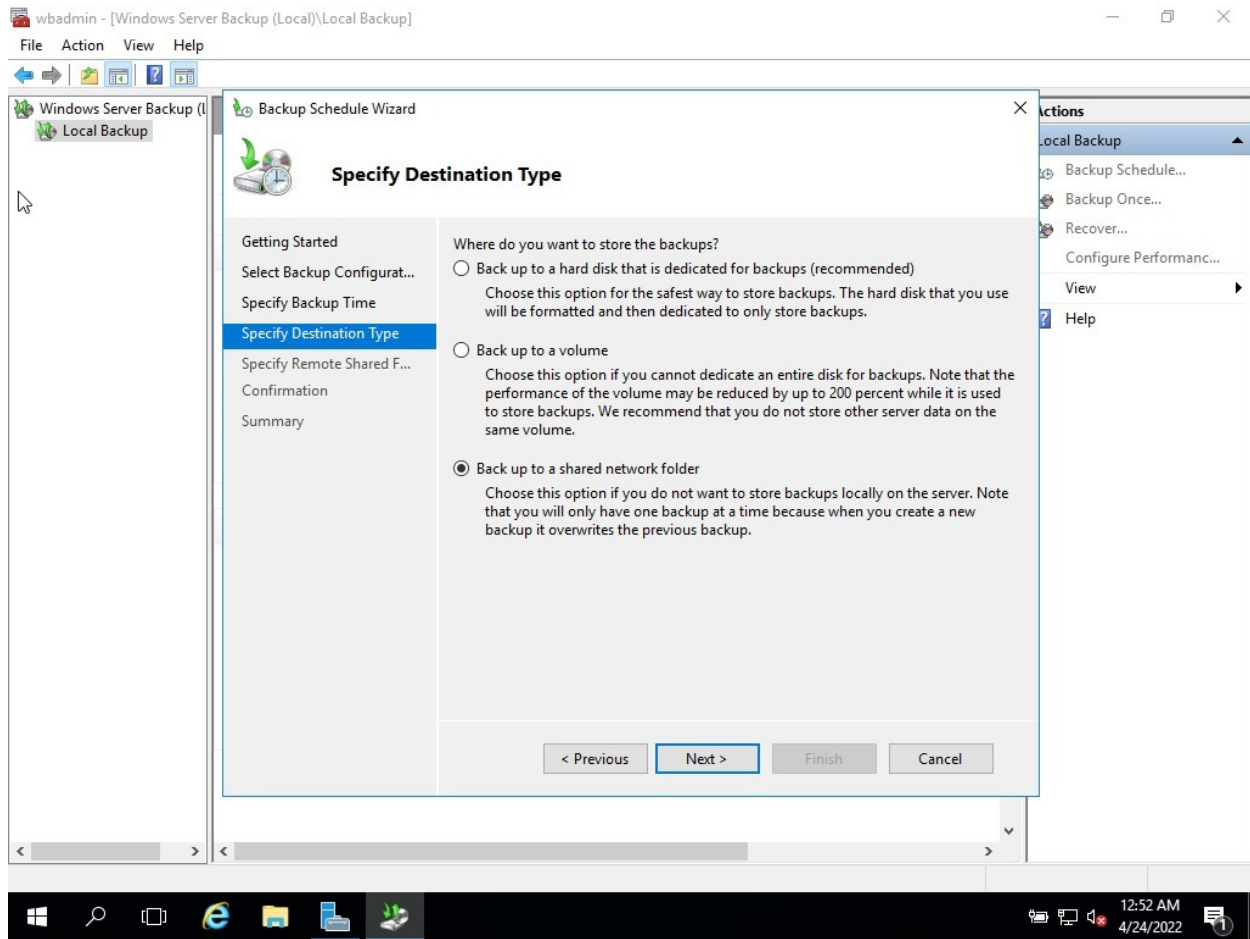 wbadmin - [Windows Server Backup (Local)\Local Backup]
File Action View Help
Windows Server Backup (L
Local Backup
Backup Schedule Wizard
Specify Destination Type
Getting Started
Select Backup Configurat...
Specify Backup Time
Specify Destination Type
Specify Remote Shared F...
Confirmation
Summary
Where do you want to store the backups?
Back up to a hard disk that is dedicated for backups (recommended)
Choose this option for the safest way to store backups. The hard disk that you use
will be formatted and then dedicated to only store backups.
Back up to a volume
Choose this option if you cannot dedicate an entire disk for backups. Note that the
performance of the volume may be reduced by up to 200 percent while it is used
to store backups. We recommend that you do not store other server data on the
same volume.
Back up to a shared network folder
Choose this option if you do not want to store backups locally on the server. Note
that you will only have one backup at a time because when you create a new
backup it overwrites the previous backup.
< Previous
Next >
Finish
Cancel
Actions
Local Backup
Backup Schedule...
Backup Once...
Recover...
Configure Performanc...
View
Help
12:52 AM
4/24/2022
1